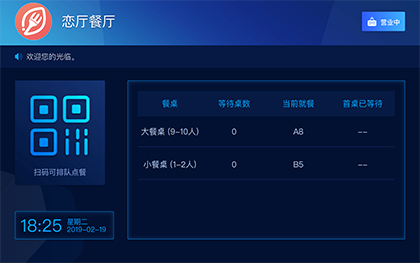 恋厅餐厅
营业中
欢迎您的光临。
扫码可排队点餐
18:25 星期二
2019-02-19
餐桌 等待桌数 当前就餐 首桌已等待
大餐桌 (9-10人) 0 A8 --
小餐桌 (1-2人) 0 B5 --